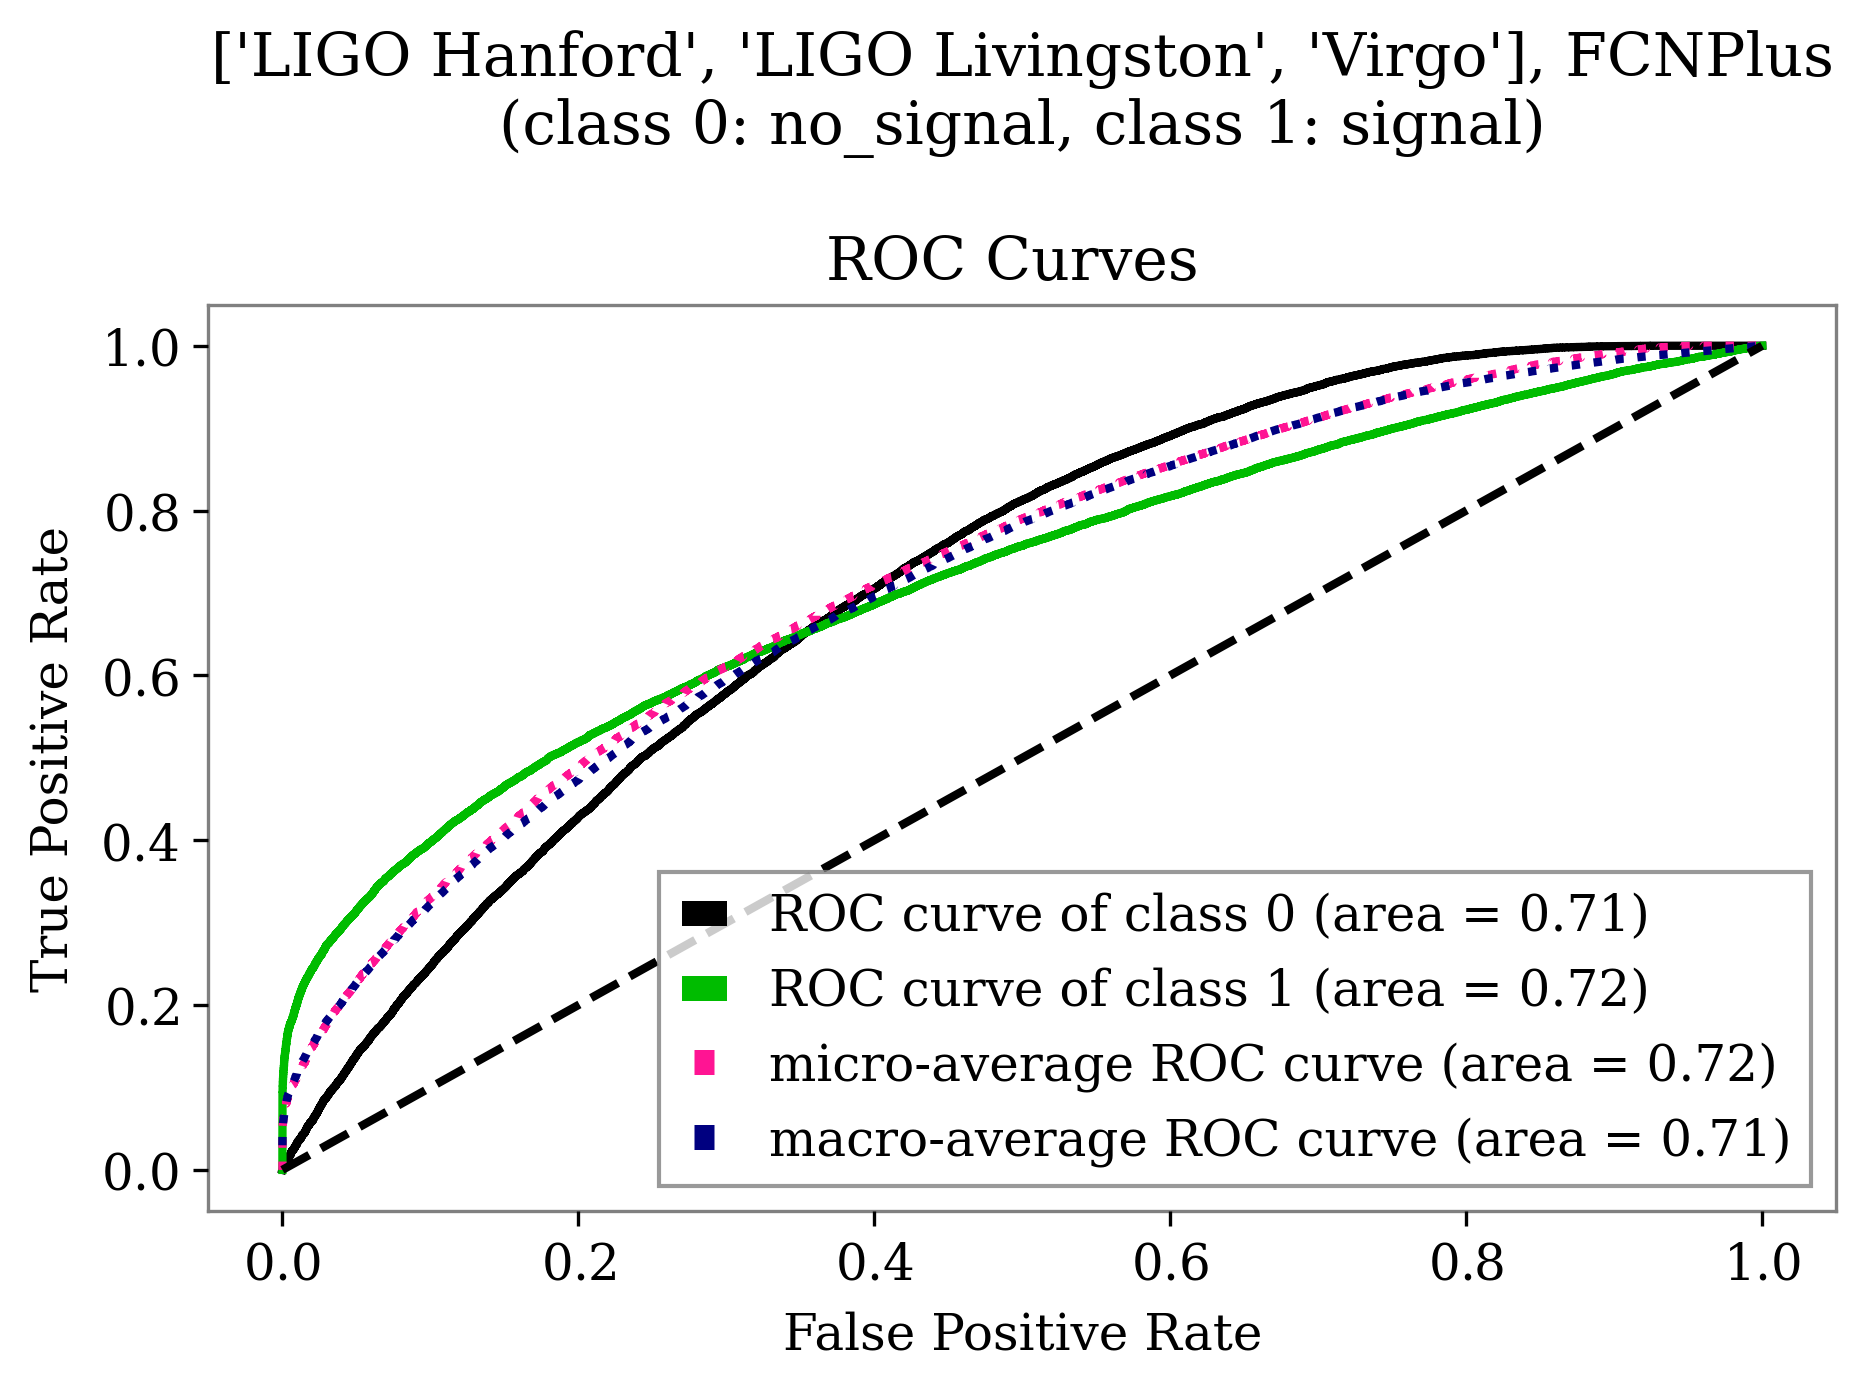 ['LIGO Hanford', 'LIGO Livingston', 'Virgo'], FCNPlus
(class 0: no_signal, class 1: signal)
ROC Curves
True Positive Rate
1.0
0.8
0.6
0.4
0.2
0.0
ROC curve of class 0 (area = 0.71)
ROC curve of class 1 (area = 0.72)
micro-average ROC curve (area = 0.72)
macro-average ROC curve (area = 0.71)
0.0 0.2 0.4 0.6 0.8 1.0
False Positive Rate